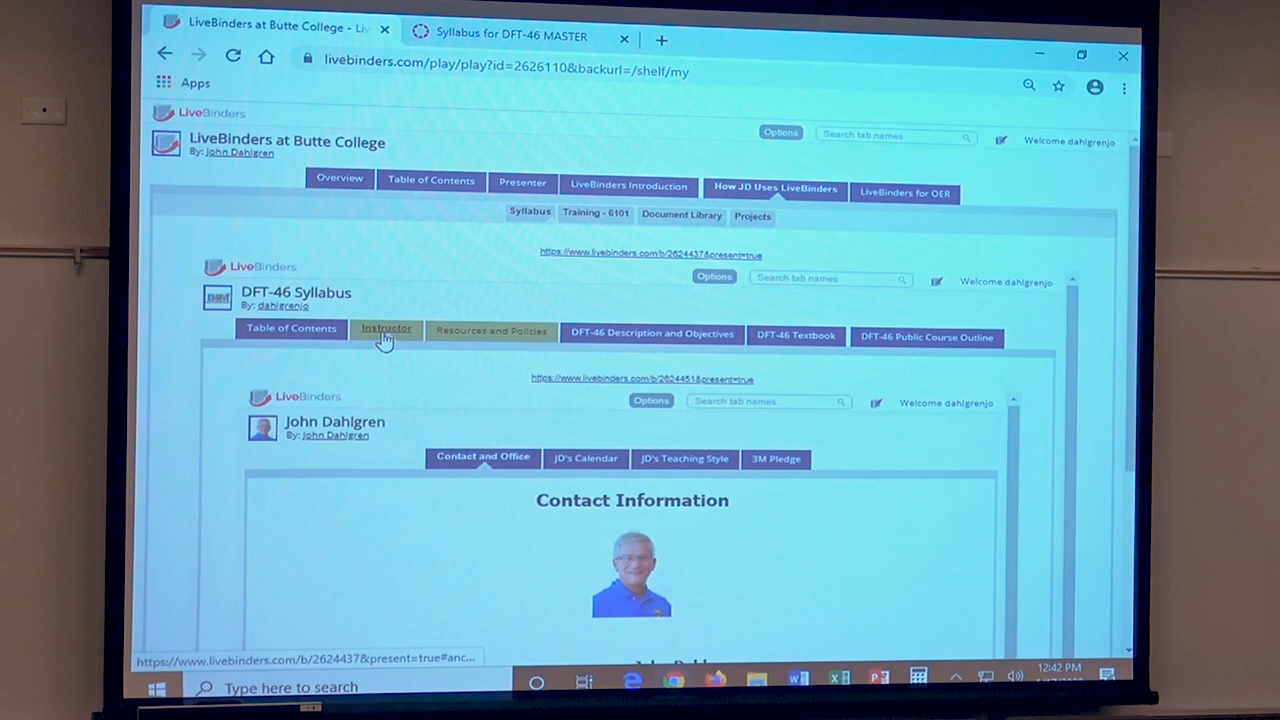 LiveBinders at Butte College - Liv
Syllabus for DFT-46 MASTER
livebinders.com/play/play?id=2626110&backurl=/shelf/my
Apps
LiveBinders
LiveBinders at Butte College
By: John Dahlgren
Options
Search tab names
Welcome dahlgrenjo
Overview
Table of Contents
Presenter
LiveBinders Introduction
How JD Uses LiveBinders
LiveBinders for OER
Syllabus
Training - 6101
Document Library
Projects
https://www.livebinders.com/b/2624437&present=true
LiveBinders
DFT-46 Syllabus
By: dahlgrenjo
Options
Search tab names
Welcome dahlgrenjo
Table of Contents
Instructor
Resources and Policies
DFT-46 Description and Objectives
DFT-46 Textbook
DFT-46 Public Course Outline
https://www.livebinders.com/b/2624451&present=true
LiveBinders
John Dahlgren
By: John Dahlgren
Options
Search tab names
Welcome dahlgrenjo
Contact and Office
JD's Calendar
JD's Teaching Style
3M Pledge
Contact Information
https://www.livebinders.com/b/2624437&present=true#anc...
Type here to search
12:42 PM